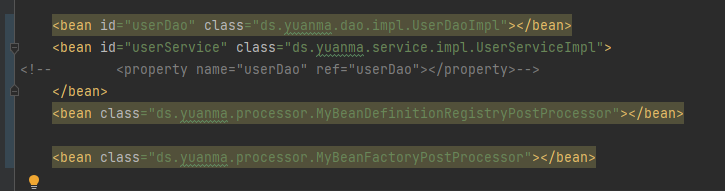 <bean id="userDao" class="ds.yuanma.dao.impl.UserDaoImpl"></bean>
<bean id="userService" class="ds.yuanma.service.impl.UserServiceImpl">
<!--        <property name="userDao" ref="userDao"></property>-->
</bean>
<bean class="ds.yuanma.processor.MyBeanDefinitionRegistryPostProcessor"></bean>
<bean class="ds.yuanma.processor.MyBeanFactoryPostProcessor"></bean>